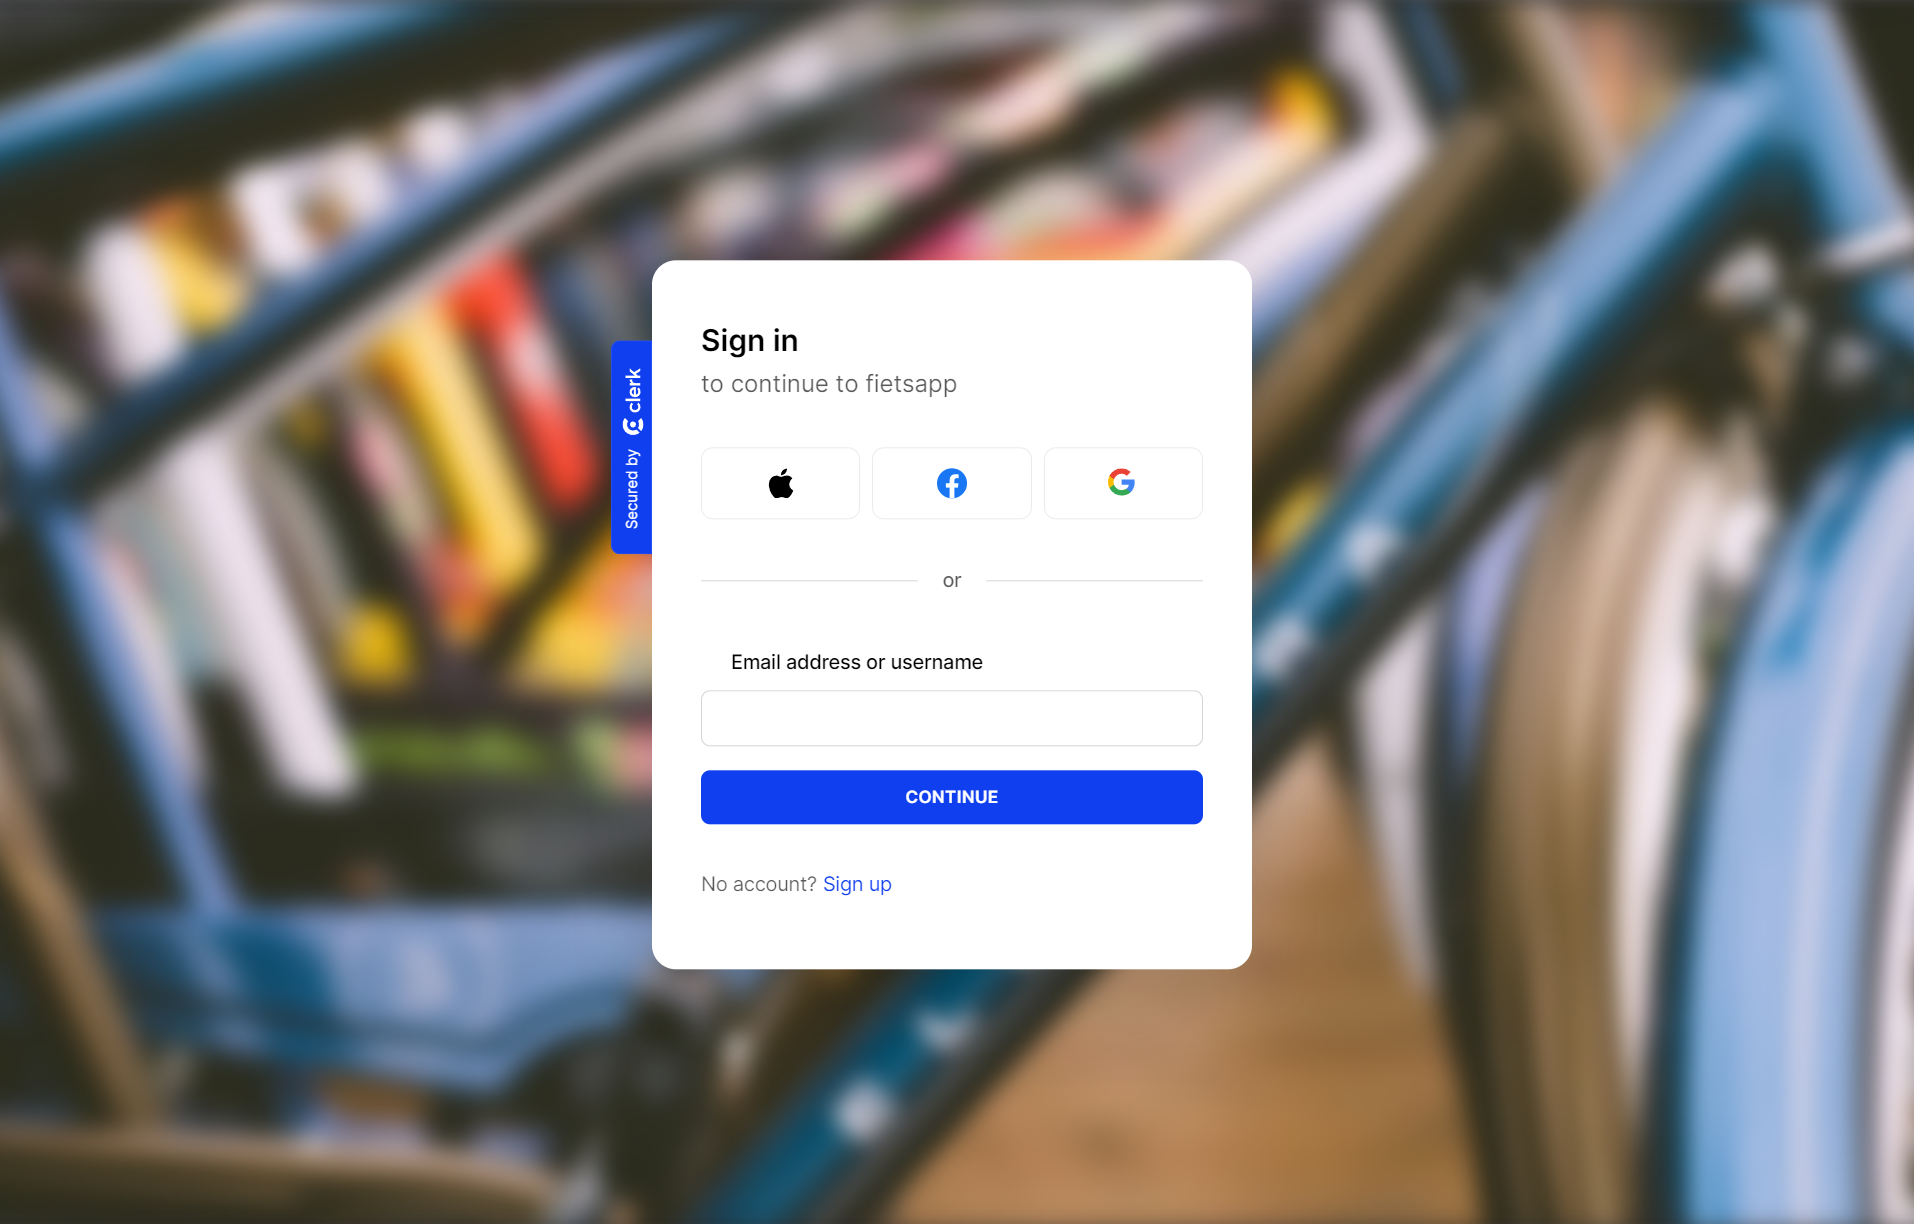 Sign in
to continue to fietsapp
Secured by clerk
or
Email address or username
CONTINUE
No account? Sign up